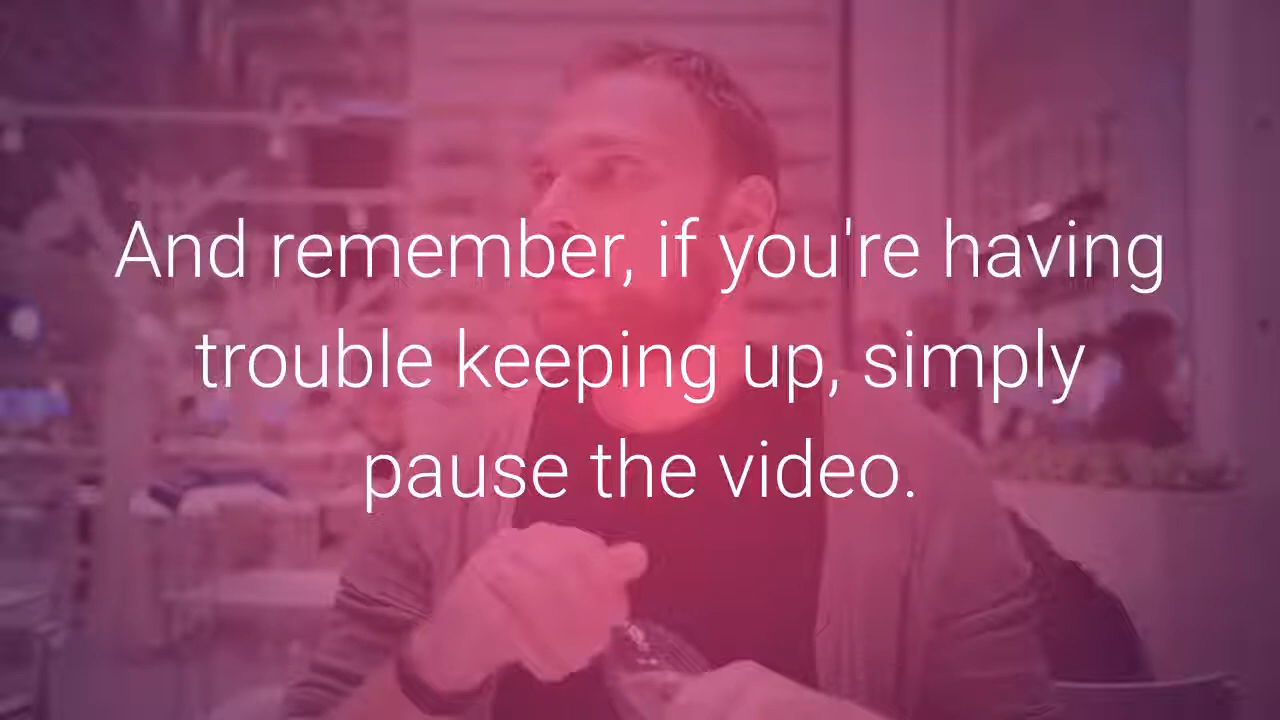 And remember, if you're having
trouble keeping up, simply
pause the video.